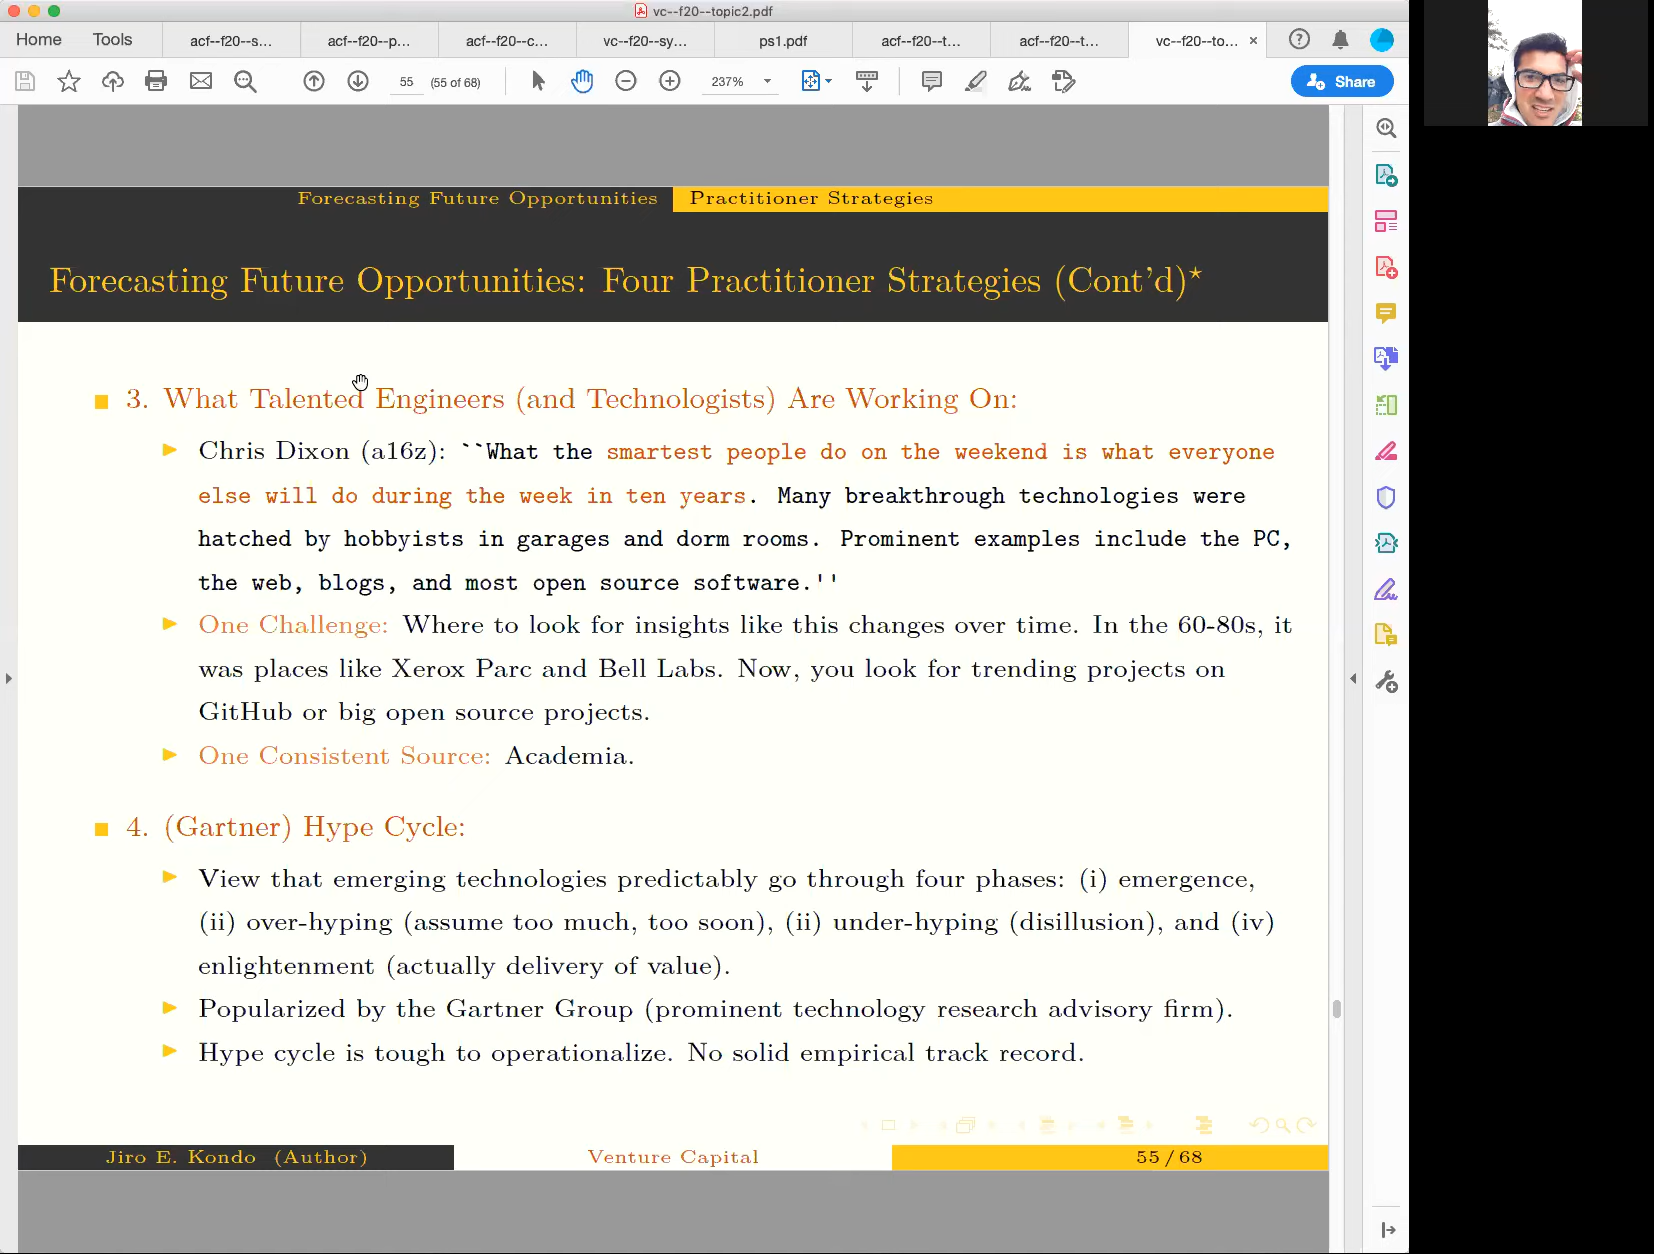 vc--f20--topic2.pdf
Home Tools acf--f20--s... acf--f20--p... acf--f20--c... vc--f20--sy... ps1.pdf acf--f20--t... acf--f20--t... vc--f20--to... ×
55 (55 of 68) 237% Share
Forecasting Future Opportunities Practitioner Strategies
Forecasting Future Opportunities: Four Practitioner Strategies (Cont'd)*
3. What Talented Engineers (and Technologists) Are Working On:
Chris Dixon (a16z): ``What the smartest people do on the weekend is what everyone
else will do during the week in ten years. Many breakthrough technologies were
hatched by hobbyists in garages and dorm rooms. Prominent examples include the PC,
the web, blogs, and most open source software.''
One Challenge: Where to look for insights like this changes over time. In the 60-80s, it
was places like Xerox Parc and Bell Labs. Now, you look for trending projects on
GitHub or big open source projects.
One Consistent Source: Academia.
4. (Gartner) Hype Cycle:
View that emerging technologies predictably go through four phases: (i) emergence,
(ii) over-hyping (assume too much, too soon), (ii) under-hyping (disillusion), and (iv)
enlightenment (actually delivery of value).
Popularized by the Gartner Group (prominent technology research advisory firm).
Hype cycle is tough to operationalize. No solid empirical track record.
Jiro E. Kondo (Author) Venture Capital 55 / 68